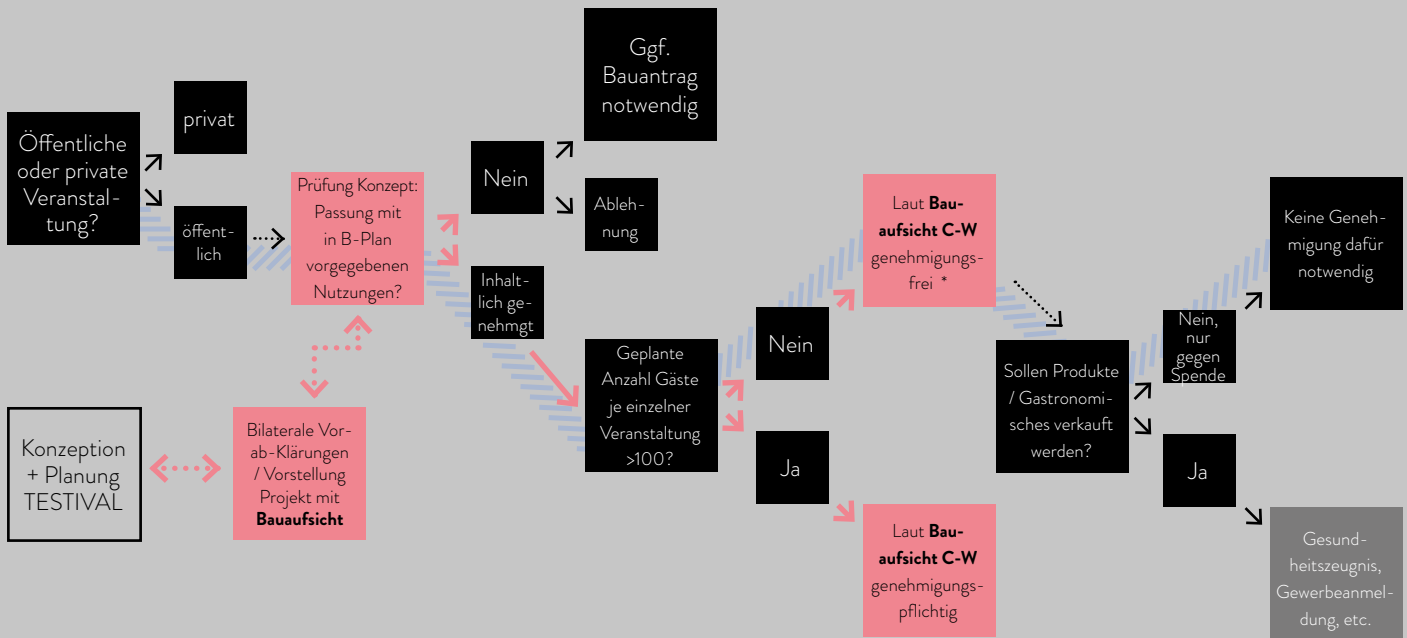 Öffentliche
oder private
Veranstal-
tung?
privat
öffent-
lich
Prüfung Konzept:
Passung mit
in B-Plan
vorgegebenen
Nutzungen?
Konzeption
+ Planung
TESTIVAL
Bilaterale Vor-
ab-Klärungen
/ Vorstellung
Projekt mit
Bauaufsicht
Nein
Ggf.
Bauantrag
notwendig
Ableh-
nung
Inhalt-
lich ge-
nehmgt
Geplante
Anzahl Gäste
je einzelner
Veranstaltung
>100?
Nein
Ja
Laut Bau-
aufsicht C-W
genehmigungs-
frei *
Laut Bau-
aufsicht C-W
genehmigungs-
pflichtig
Sollen Produkte
/ Gastronomi-
sches verkauft
werden?
Nein,
nur
gegen
Spende
Ja
Keine Geneh-
migung dafür
notwendig
Gesund-
heitszeugnis,
Gewerbeanmel-
dung, etc.